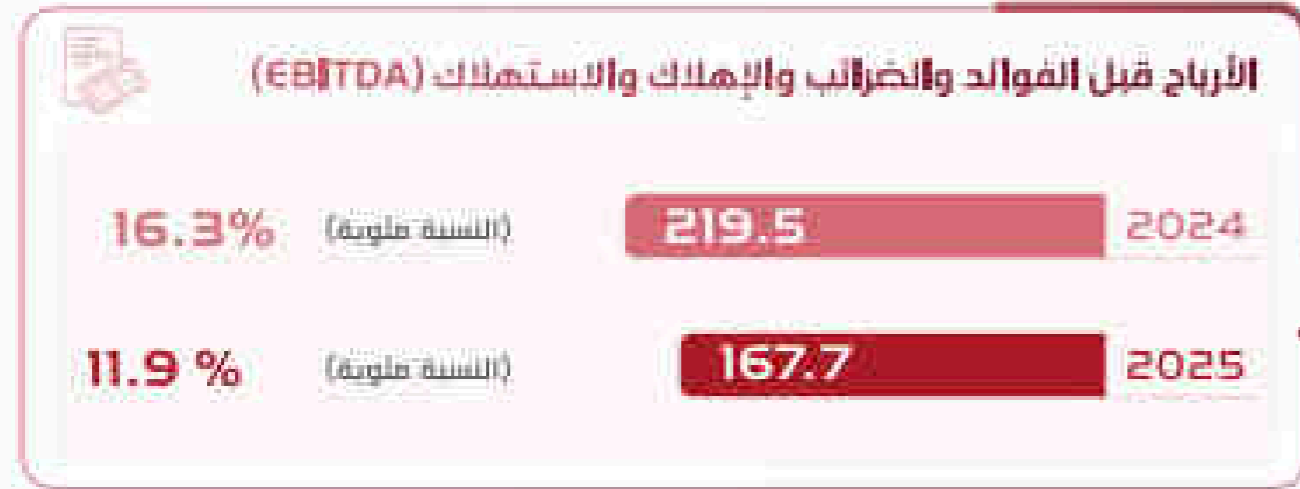 الأرباح قبل الفوائد والضرائب والإهلاك والاستهلاك (EBITDA)
2024 219.5 (النسبة مئوية) 16.3%
2025 167.7 (النسبة مئوية) 11.9 %